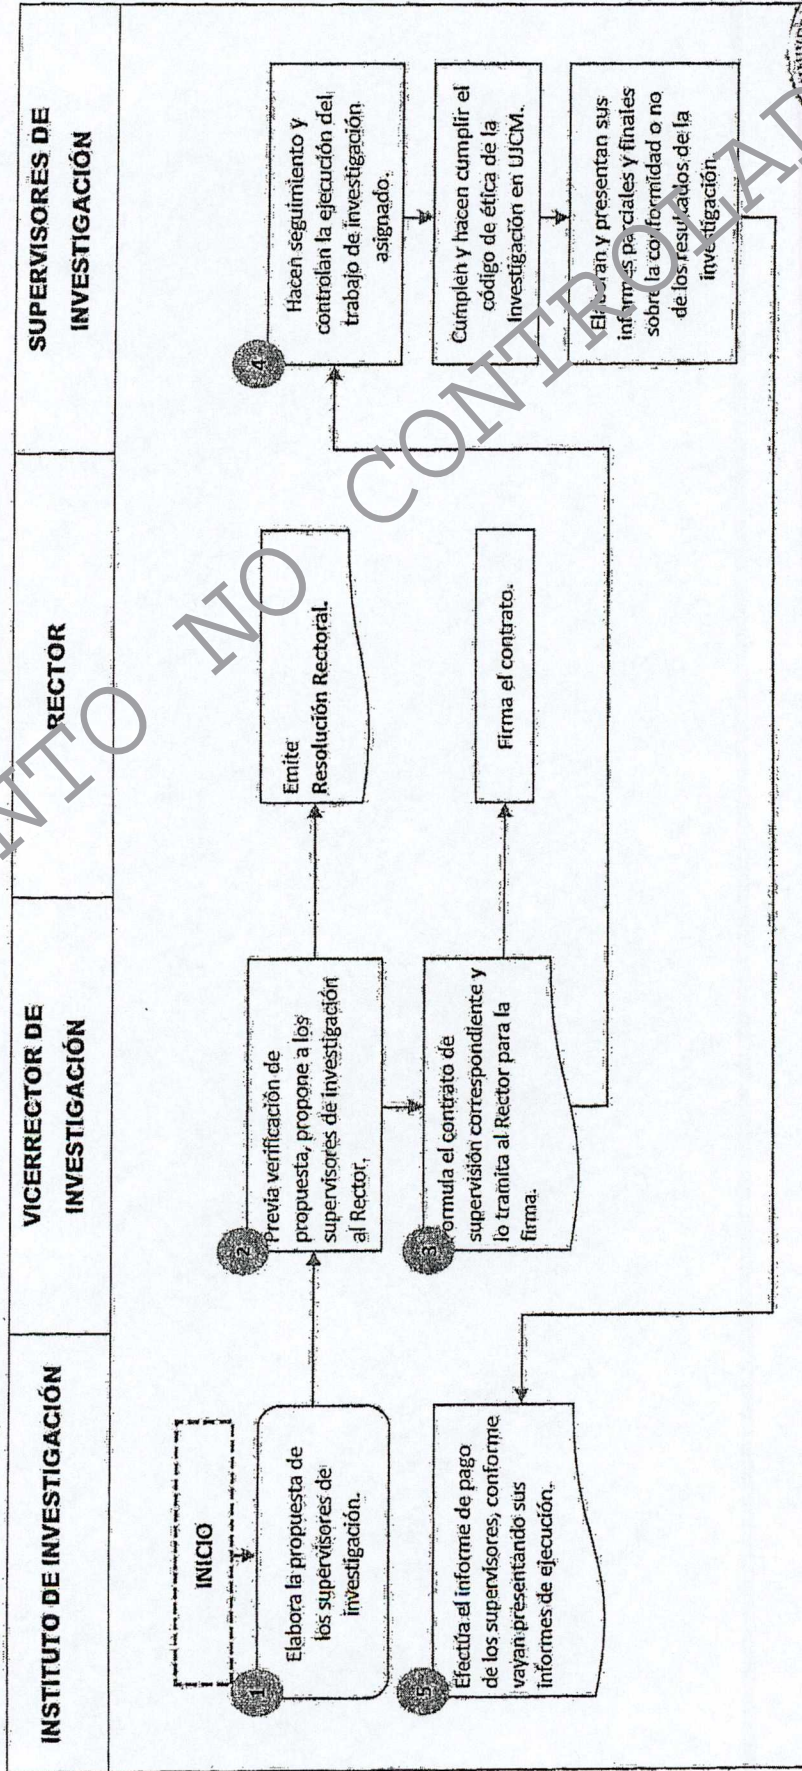 INSTITUTO DE INVESTIGACIÓN
VICERRECTOR DE
INVESTIGACIÓN
RECTOR
SUPERVISORES DE
INVESTIGACIÓN
INICIO
1
Elabora la propuesta de
los supervisores de
investigación.
2
Previa verificación de
propuesta, propone a los
supervisores de investigación
al Rector.
Emite
Resolución Rectoral.
3
Formula el contrato de
supervisión correspondiente y
lo tramita al Rector para la
firma.
Firma el contrato.
4
Hacen seguimiento y
controlan la ejecución del
trabajo de investigación
asignado.
Cumplen y hacen cumplir el
código de ética de la
Investigación en UJCM.
Elaboran y presentan sus
informes parciales y finales
sobre la conformidad o no
de los resultados de la
investigación.
5
Efectúa el informe de pago
de los supervisores, conforme
vayan presentando sus
informes de ejecución.
NTO NO CONTROLAD